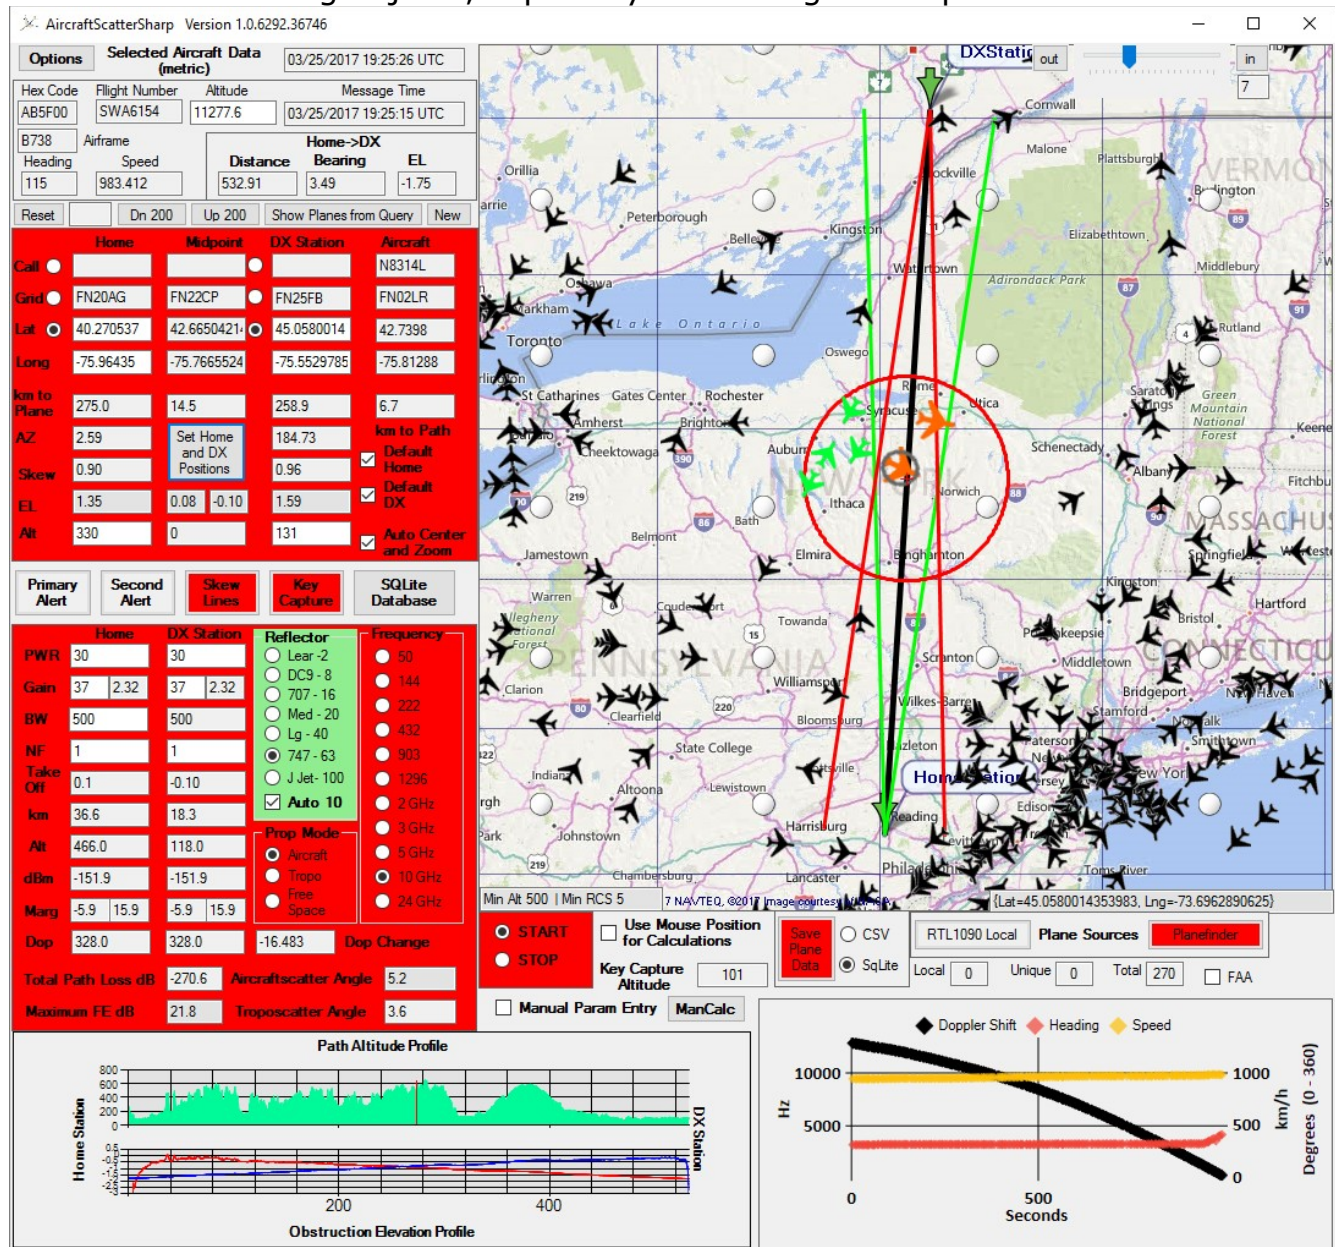 AircraftScatterSharp Version 1.0.6292.36746
Options
Selected Aircraft Data
(metric)
03/25/2017 19:25:26 UTC
Hex Code Flight Number Altitude Message Time
AB5F00 SWA6154 11277.6 03/25/2017 19:25:15 UTC
B738 Airframe
Home->DX
Heading Speed Distance Bearing EL
115 983.412 532.91 3.49 -1.75
Reset Dn 200 Up 200 Show Planes from Query New
Home Midpoint DX Station Aircraft
Call N8314L
Grid FN20AG FN22CP FN25FB FN02LR
Lat 40.270537 42.66504214 45.0580014 42.7398
Long -75.96435 -75.7665524 -75.5529785 -75.81288
km to
Plane 275.0 14.5 258.9 6.7
AZ 2.59 Set Home and DX Positions 184.73 km to Path
Skew 0.90 0.96 Default Home
EL 1.35 0.08 -0.10 1.59 Default DX
Alt 330 0 131 Auto Center and Zoom
Primary Alert Second Alert Skew Lines Key Capture SQLite Database
Home DX Station Reflector Frequency
PWR 30 30 Lear -2 50
Gain 37 2.32 37 2.32 DC9 - 8 144
707 - 16 222
BW 500 500 Med - 20 432
Lg - 40
NF 1 1 747 - 63 903
Take Off 0.1 -0.10 J Jet- 100 1296
Auto 10 2 GHz
km 36.6 18.3 3 GHz
Prop Mode
Alt 466.0 118.0 Aircraft 5 GHz
dBm -151.9 -151.9 Tropo 10 GHz
Marg -5.9 15.9 -5.9 15.9 Free Space 24 GHz
Dop 328.0 328.0 -16.483 Dop Change
Total Path Loss dB -270.6 Aircraftscatter Angle 5.2
Maximum FE dB 21.8 Troposcatter Angle 3.6
DXStati
out
in
7
Cornwall
Malone
Plattsburgh
VERMO
Burlington
Orillia
Peterborough
Kingston
Elizabethtown
Middlebury
Watertown
Adirondack Park
Oshawa
Markham
Lake Ontario
Toronto
Oswego
Rutland
St Catharines
Gates Center
Rochester
Rome
Utica
Syracuse
Green Mountain National Forest
Keene
Amherst
Cheektowaga
Auburn
Schenectady
Albany
Fitchbu
NEW YORK
Ithaca
Norwich
Bath
MASSACHUS
Belmont
Jamestown
Elmira
Binghamton
Springfield
Kingston
Hartford
Warren
Allegheny National Forest
Towanda
Bristol
CONNECTICU
PENNSYLVANIA
Scranton
Middletown
Clarion
Williamspor
Bridgeport
New Haven
Wilkes-Barre
Stamford
Clearfield
Bloomsburg
Smithtown
State College
Indiana
Altoona
Lewistown
HomeStation
Edison
Johnstown
Harrisburg
Reading
Chambersburg
Lancaster
Philadelphia
Toms River
Min Alt 500 | Min RCS 5
{Lat=45.0580014353983, Lng=-73.6962890625}
START
STOP
Use Mouse Position
for Calculations
Key Capture Altitude 101
Save Plane Data
CSV
SqLite
RTL1090 Local Plane Sources Planefinder
Local 0 Unique 0 Total 270 FAA
Manual Param Entry ManCalc
Path Altitude Profile
800
600
400
200
0
Home Station
DX Station
200 400
Obstruction Elevation Profile
Doppler Shift Heading Speed
10000 1000
Hz
5000 500
0
km/h
Degrees (0 - 360)
0 500
Seconds